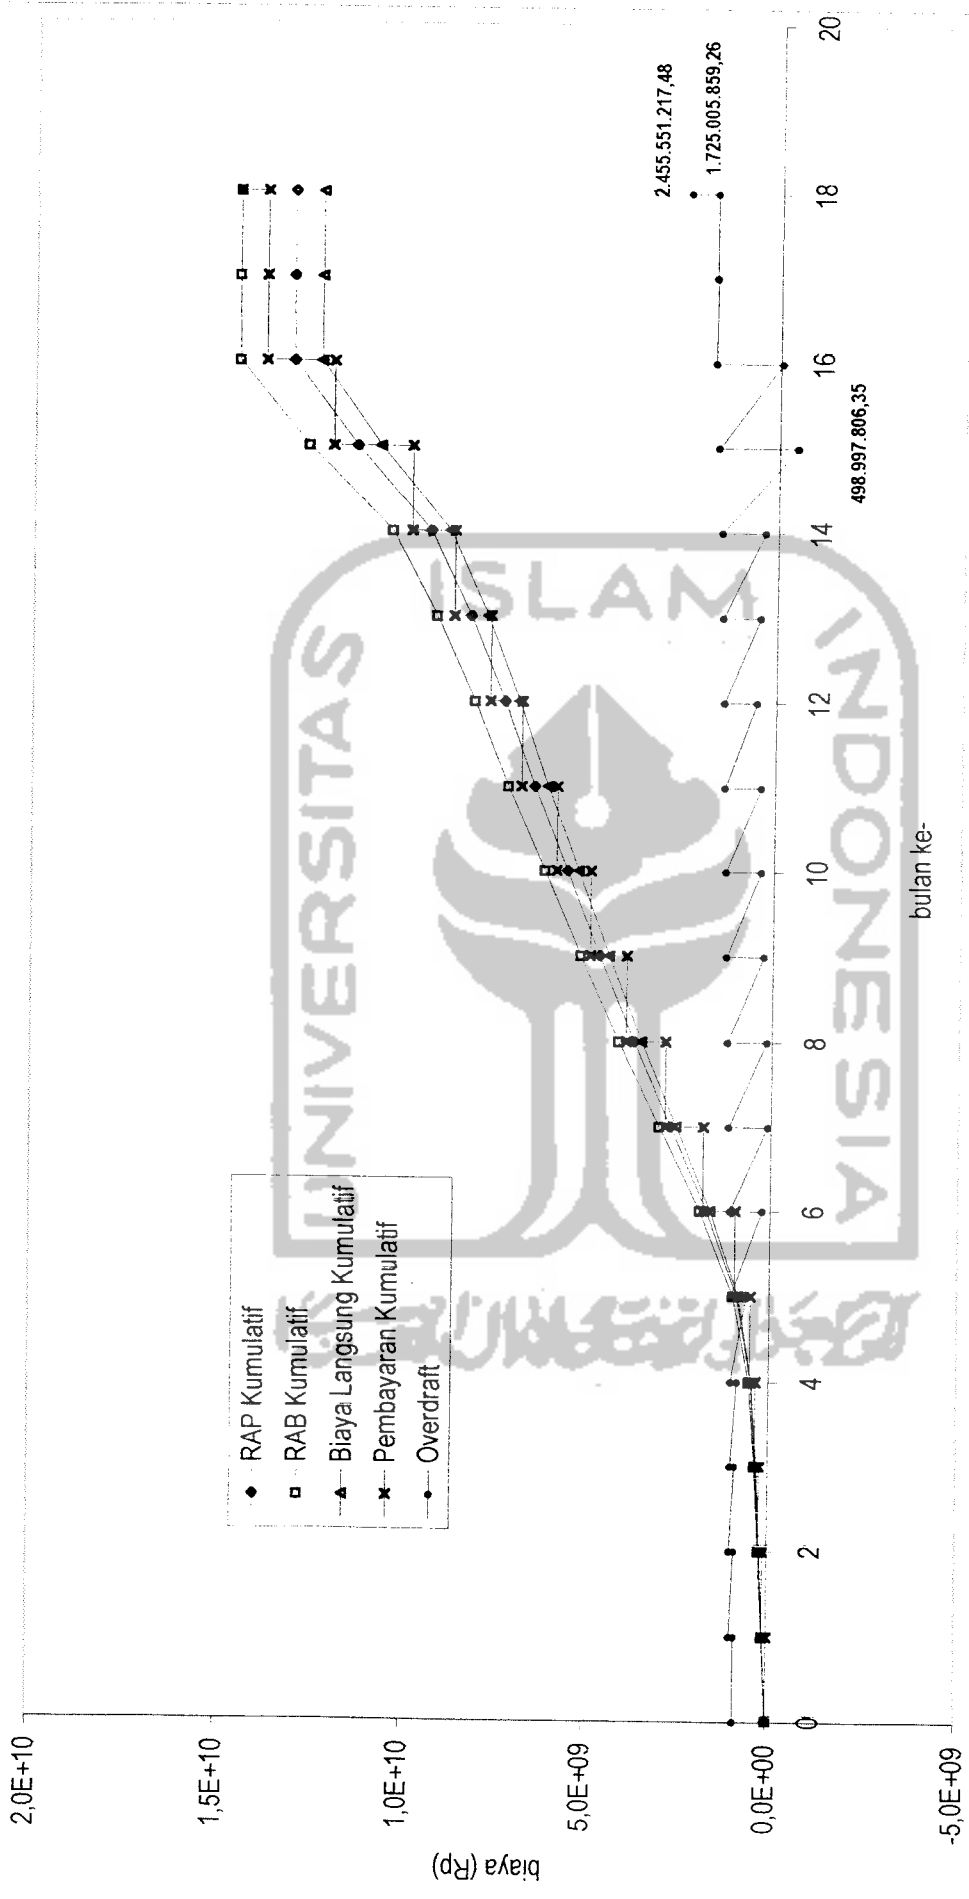 2,0E+10
1,5E+10
1,0E+10
5,0E+09
0,0E+00
-5,0E+09
biaya (Rp)
RAP Kumulatif
RAB Kumulatif
Biaya Langsung Kumulatif
Pembayaran Kumulatif
Overdraft
0
2
4
6
8
10
12
14
16
18
20
bulan ke-
498.997.806,35
2.455.551.217,48
1.725.005.859,26
UNIVERSITAS
ISLAM
INDONESIA